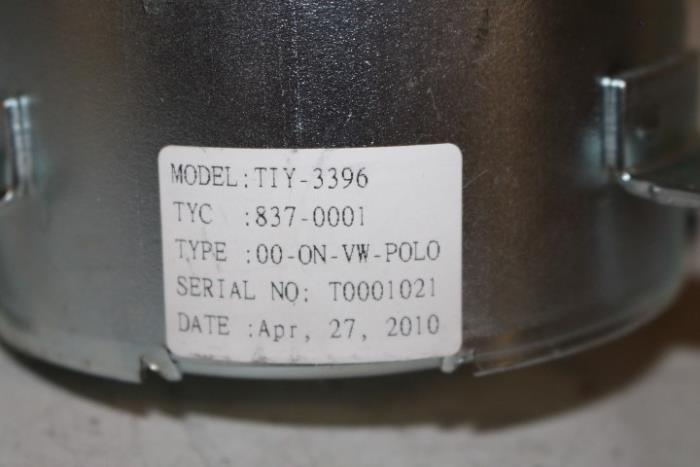 MODEL:TIY-3396
TYC :837-0001
TYPE :00-ON-VW-POLO
SERIAL NO: T0001021
DATE :Apr, 27, 2010